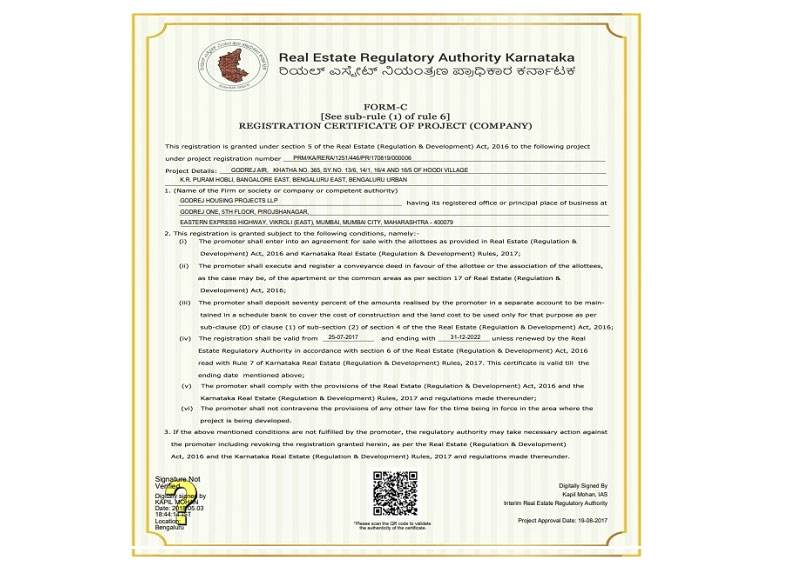 Real Estate Regulatory Authority Karnataka
ರಿಯಲ್ ಎಸ್ಟೇಟ್ ನಿಯಂತ್ರಣ ಪ್ರಾಧಿಕಾರ ಕರ್ನಾಟಕ
FORM-C
[See sub-rule (1) of rule 6]
REGISTRATION CERTIFICATE OF PROJECT (COMPANY)
This registration is granted under section 5 of the Real Estate (Regulation & Development) Act, 2016 to the following project
under project registration number PRM/KA/RERA/1251/446/PR/170819/000006
Project Details: GODREJ AIR, KHATHA NO. 365, SY.NO. 13/6, 14/1, 16/4 AND 16/5 OF HOODI VILLAGE
K.R. PURAM HOBLI, BANGALORE EAST, BENGALURU EAST, BENGALURU URBAN
1. (Name of the Firm or society or company or competent authority)
GODREJ HOUSING PROJECTS LLP having its registered office or principal place of business at
GODREJ ONE, 5TH FLOOR, PIROJSHANAGAR,
EASTERN EXPRESS HIGHWAY, VIKROLI (EAST), MUMBAI, MUMBAI CITY, MAHARASHTRA - 400079
2. This registration is granted subject to the following conditions, namely:-
(i) The promoter shall enter into an agreement for sale with the allottees as provided in Real Estate (Regulation &
Development) Act, 2016 and Karnataka Real Estate (Regulation & Development) Rules, 2017;
(ii) The promoter shall execute and register a conveyance deed in favour of the allottee or the association of the allottees,
as the case may be, of the apartment or the common areas as per section 17 of Real Estate (Regulation &
Development) Act, 2016;
(iii) The promoter shall deposit seventy percent of the amounts realised by the promoter in a separate account to be main-
tained in a schedule bank to cover the cost of construction and the land cost to be used only for that purpose as per
sub-clause (D) of clause (1) of sub-section (2) of section 4 of the the Real Estate (Regulation & Development) Act, 2016;
(iv) The registration shall be valid from 25-07-2017 and ending with 31-12-2022 unless renewed by the Real
Estate Regulatory Authority in accordance with section 6 of the Real Estate (Regulation & Development) Act, 2016
read with Rule 7 of Karnataka Real Estate (Regulation & Development) Rules, 2017. This certificate is valid till the
ending date mentioned above;
(v) The promoter shall comply with the provisions of the Real Estate (Regulation & Development) Act, 2016 and the
Karnataka Real Estate (Regulation & Development) Rules, 2017 and regulations made thereunder;
(vi) The promoter shall not contravene the provisions of any other law for the time being in force in the area where the
project is being developed.
3. If the above mentioned conditions are not fulfilled by the promoter, the regulatory authority may take necessary action against
the promoter including revoking the registration granted herein, as per the Real Estate (Regulation & Development)
Act, 2016 and the Karnataka Real Estate (Regulation & Development) Rules, 2017 and regulations made thereunder.
Signature Not
Verified
Digitally signed by
KAPIL MOHAN
Date: 2018.05.03
18:44:14 IST
Location:
Bengaluru
*Please scan the QR code to validate
the authenticity of the certificate.
Digitally Signed By
Kapil Mohan, IAS
Interim Real Estate Regulatory Authority
Project Approval Date: 19-08-2017